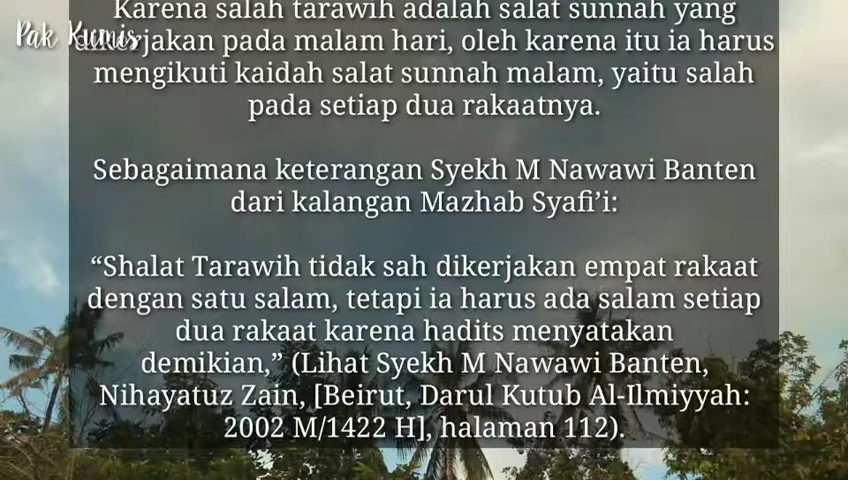 Karena salah tarawih adalah salat sunnah yang
Pak Kumis
dikerjakan pada malam hari, oleh karena itu ia harus
mengikuti kaidah salat sunnah malam, yaitu salah
pada setiap dua rakaatnya.
Sebagaimana keterangan Syekh M Nawawi Banten
dari kalangan Mazhab Syafi’i:
“Shalat Tarawih tidak sah dikerjakan empat rakaat
dengan satu salam, tetapi ia harus ada salam setiap
dua rakaat karena hadits menyatakan
demikian,” (Lihat Syekh M Nawawi Banten,
Nihayatuz Zain, [Beirut, Darul Kutub Al-Ilmiyyah:
2002 M/1422 H], halaman 112).